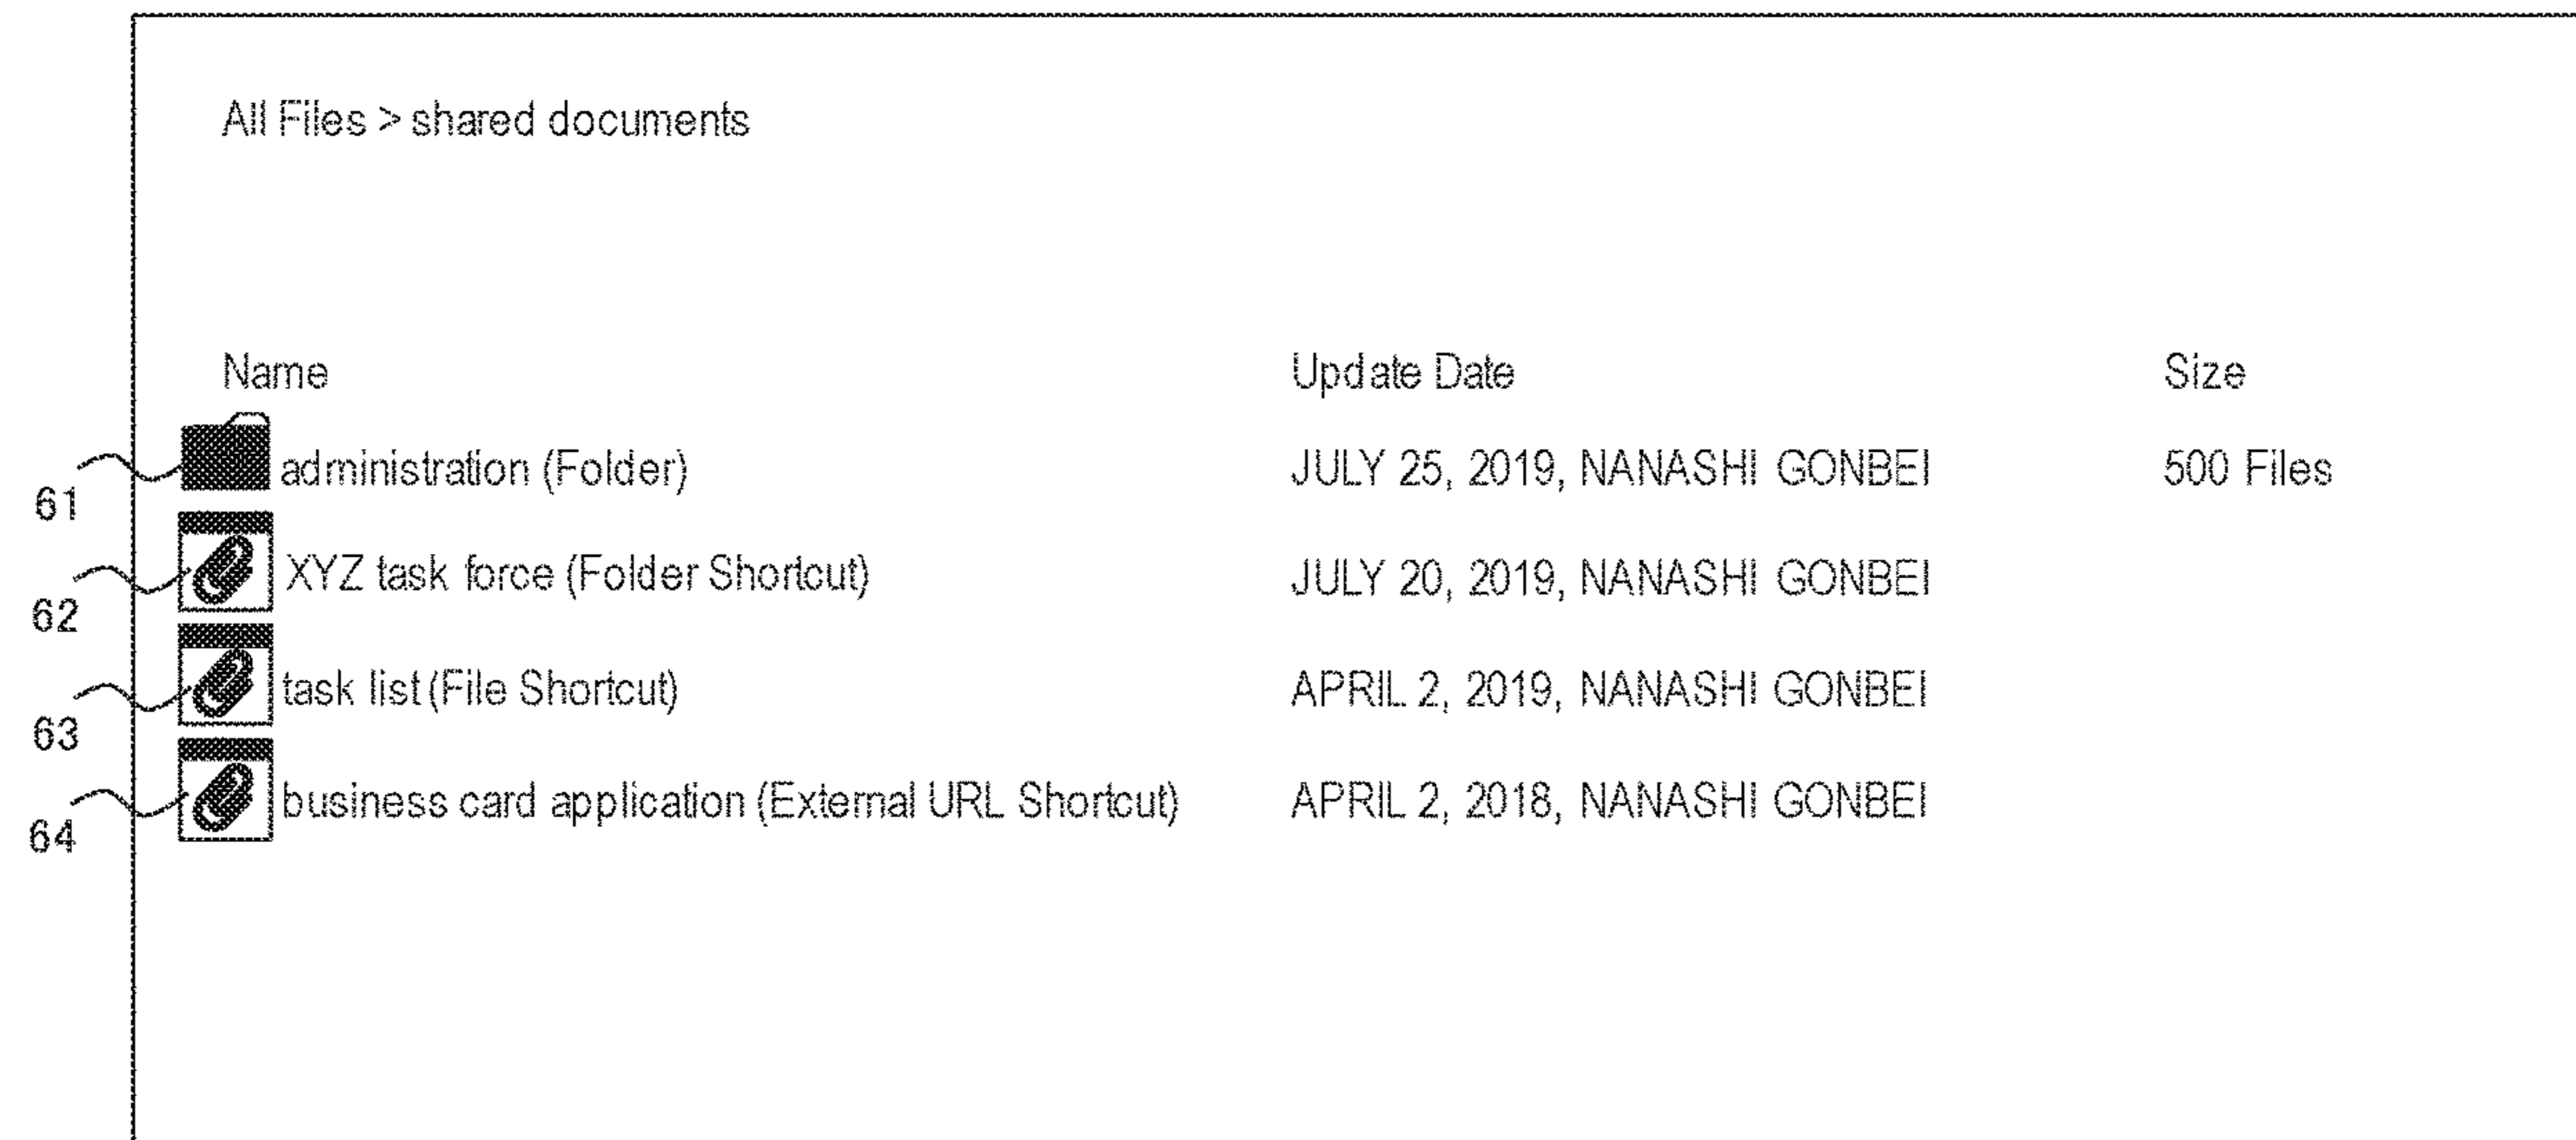 All Files > shared documents
Name Update Date Size
61 administration (Folder) JULY 25, 2019, NANASHI GONBEI 500 Files
62 XYZ task force (Folder Shortcut) JULY 20, 2019, NANASHI GONBEI
63 task list (File Shortcut) APRIL 2, 2019, NANASHI GONBEI
64 business card application (External URL Shortcut) APRIL 2, 2018, NANASHI GONBEI